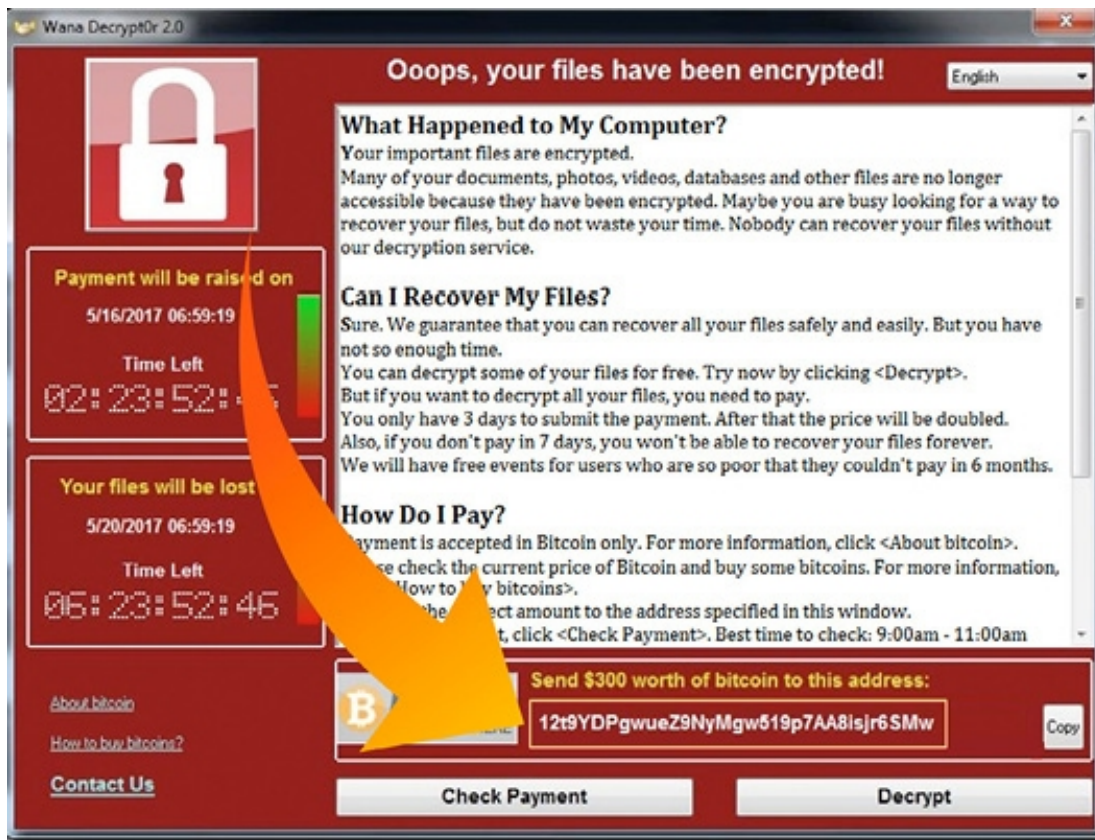 Wana Decrypt0r 2.0
Ooops, your files have been encrypted!
English
What Happened to My Computer?
Your important files are encrypted.
Many of your documents, photos, videos, databases and other files are no longer
accessible because they have been encrypted. Maybe you are busy looking for a way to
recover your files, but do not waste your time. Nobody can recover your files without
our decryption service.
Can I Recover My Files?
Sure. We guarantee that you can recover all your files safely and easily. But you have
not so enough time.
You can decrypt some of your files for free. Try now by clicking <Decrypt>.
But if you want to decrypt all your files, you need to pay.
You only have 3 days to submit the payment. After that the price will be doubled.
Also, if you don't pay in 7 days, you won't be able to recover your files forever.
We will have free events for users who are so poor that they couldn't pay in 6 months.
How Do I Pay?
Payment is accepted in Bitcoin only. For more information, click <About bitcoin>.
check the current price of Bitcoin and buy some bitcoins. For more information,
How to bitcoins>.
amount to the address specified in this window.
click <Check Payment>. Best time to check: 9:00am - 11:00am
Payment will be raised on
5/16/2017 06:59:19
Time Left
02:23:52:
Your files will be lost
5/20/2017 06:59:19
Time Left
06:23:52:46
About bitcoin
How to buy bitcoins?
Contact Us
Send $300 worth of bitcoin to this address:
12t9YDPgwueZ9NyMgw519p7AA8isjr6SMw
Copy
Check Payment
Decrypt